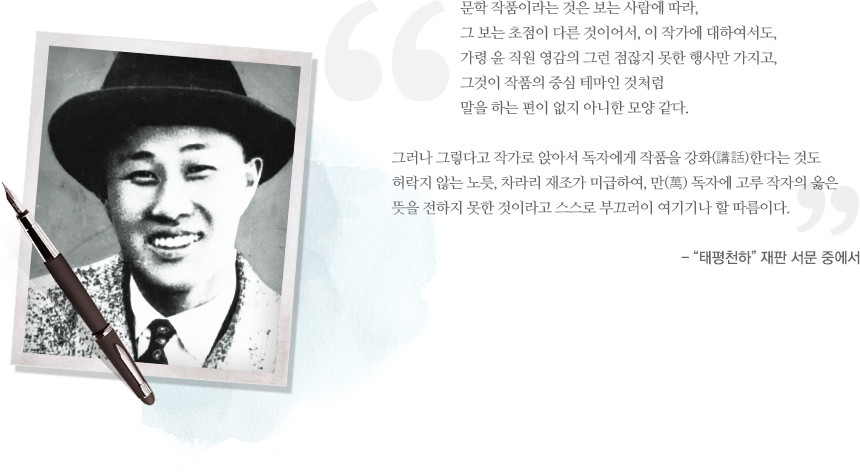 문학 작품이라는 것은 보는 사람에 따라,
그 보는 초점이 다른 것이어서, 이 작가에 대하여서도,
가령 윤 직원 영감의 그런 점잖지 못한 행사만 가지고,
그것이 작품의 중심 테마인 것처럼
말을 하는 편이 없지 아니한 모양 같다.
그러나 그렇다고 작가로 앉아서 독자에게 작품을 강화(講話)한다는 것도
허락지 않는 노릇, 차라리 재조가 미급하여, 만(萬) 독자에 고루 작자의 옳은
뜻을 전하지 못한 것이라고 스스로 부끄러이 여기기나 할 따름이다.
– “태평천하” 재판 서문 중에서